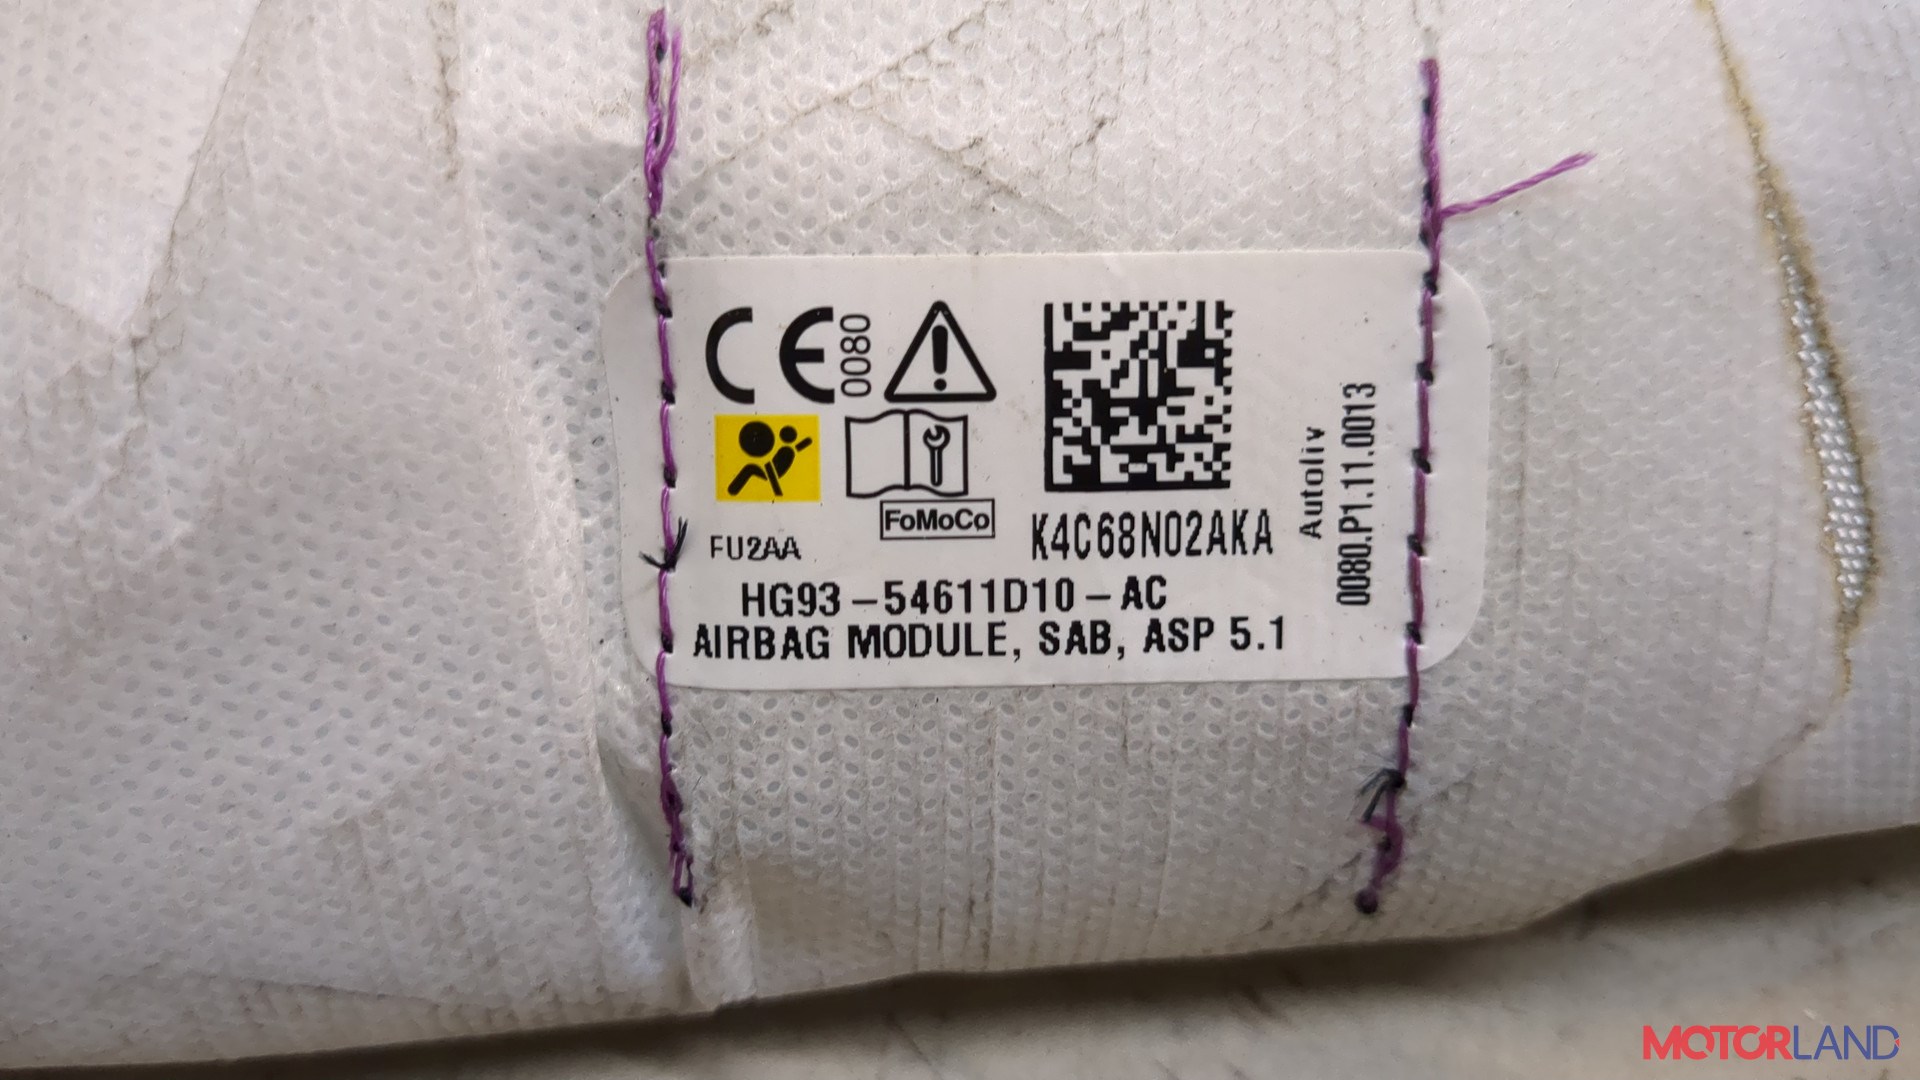 CE 0080
FU2AA
FoMoCo
K4C68N02AKA
HG93-54611D10-AC
AIRBAG MODULE, SAB, ASP 5.1
Autoliv
0080.P1.11.0013
MOTORLAND